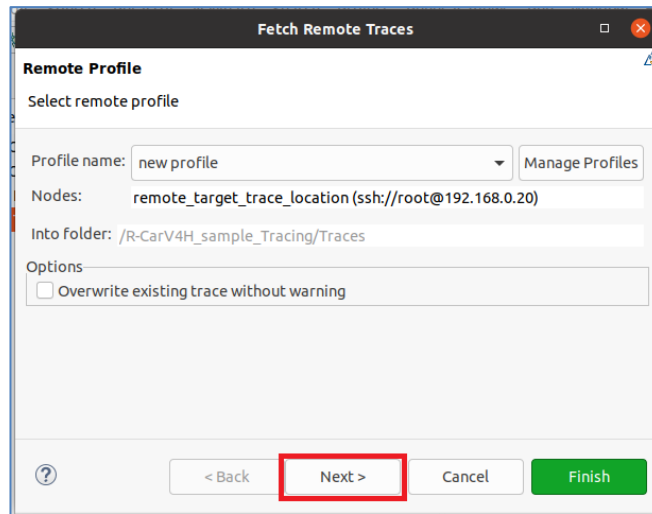 Fetch Remote Traces
Remote Profile
Select remote profile
Profile name: new profile Manage Profiles
Nodes: remote_target_trace_location (ssh://root@192.168.0.20)
Into folder: /R-CarV4H_sample_Tracing/Traces
Options
Overwrite existing trace without warning
< Back Next > Cancel Finish